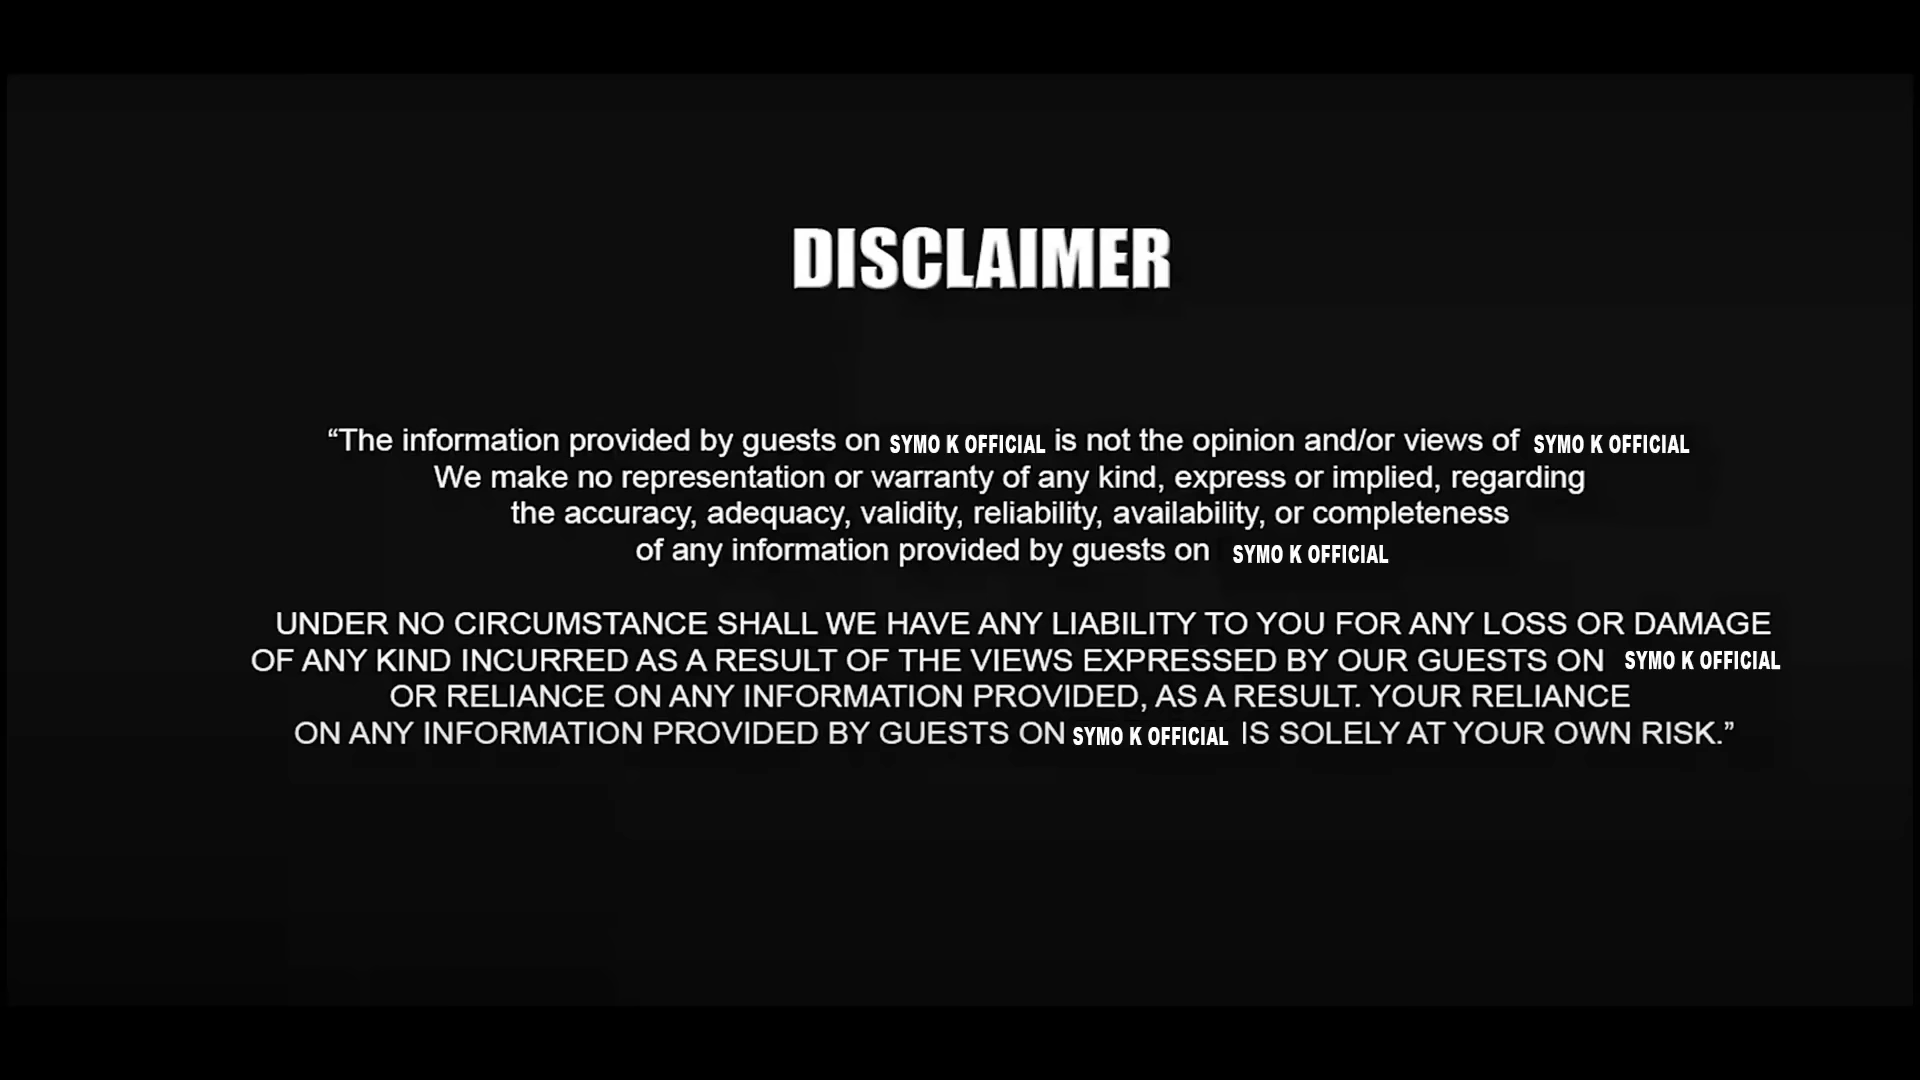 DISCLAIMER
“The information provided by guests on SYMO K OFFICIAL is not the opinion and/or views of SYMO K OFFICIAL
We make no representation or warranty of any kind, express or implied, regarding
the accuracy, adequacy, validity, reliability, availability, or completeness
of any information provided by guests on SYMO K OFFICIAL
UNDER NO CIRCUMSTANCE SHALL WE HAVE ANY LIABILITY TO YOU FOR ANY LOSS OR DAMAGE
OF ANY KIND INCURRED AS A RESULT OF THE VIEWS EXPRESSED BY OUR GUESTS ON SYMO K OFFICIAL
OR RELIANCE ON ANY INFORMATION PROVIDED, AS A RESULT. YOUR RELIANCE
ON ANY INFORMATION PROVIDED BY GUESTS ON SYMO K OFFICIAL IS SOLELY AT YOUR OWN RISK.”